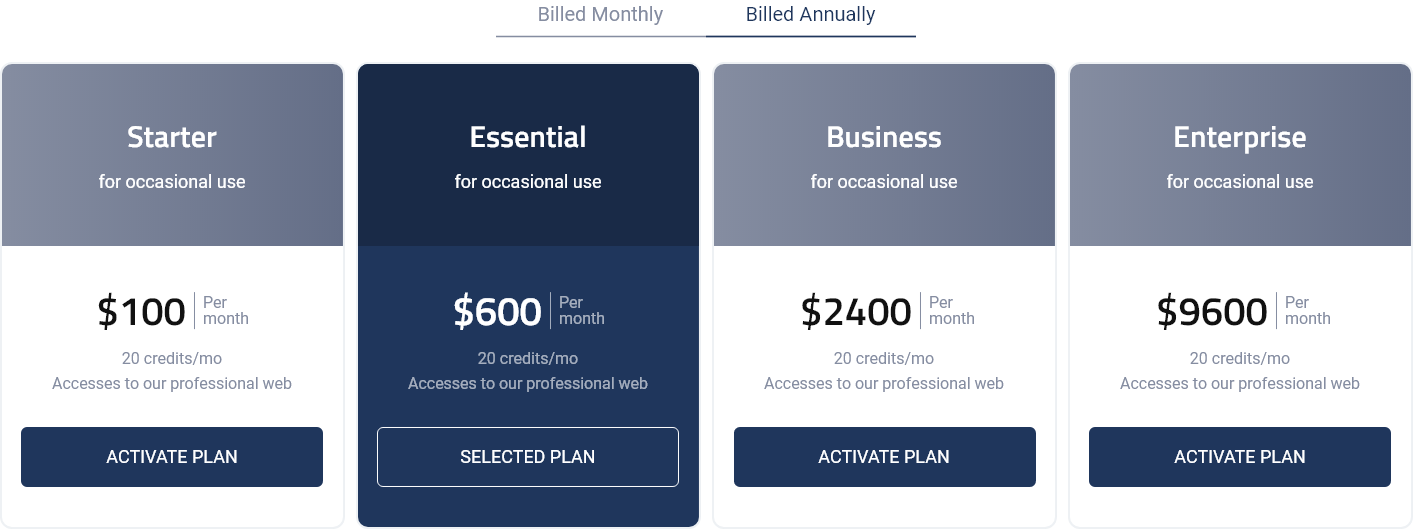 Billed Monthly
Billed Annually
Starter
for occasional use
$100
Per
month
20 credits/mo
Accesses to our professional web
ACTIVATE PLAN
Essential
for occasional use
$600
Per
month
20 credits/mo
Accesses to our professional web
SELECTED PLAN
Business
for occasional use
$2400
Per
month
20 credits/mo
Accesses to our professional web
ACTIVATE PLAN
Enterprise
for occasional use
$9600
Per
month
20 credits/mo
Accesses to our professional web
ACTIVATE PLAN